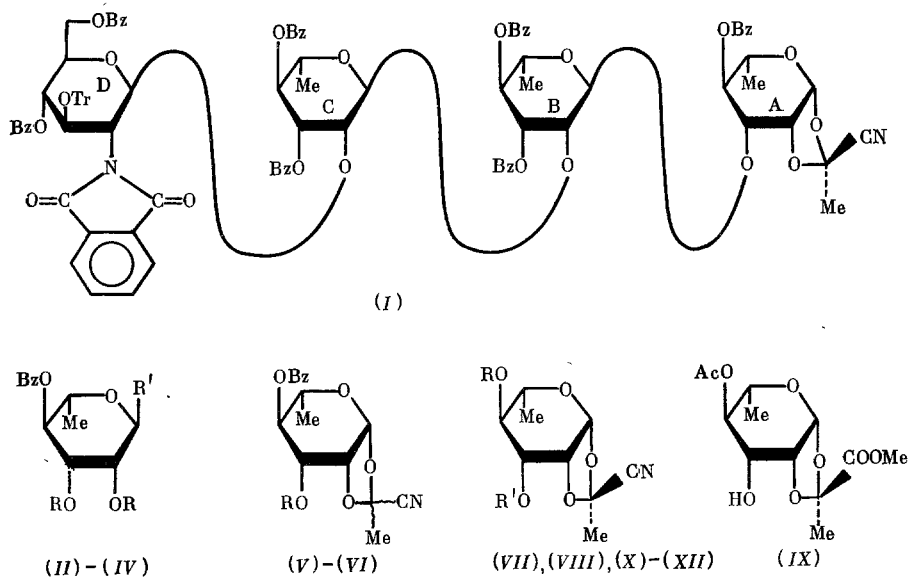 OBz
O
D
OTr
BzO
N
O=C
C=O
OBz
O
Me
C
BzO
O
OBz
O
Me
B
BzO
O
OBz
O
Me
A
O
CN
O
O
Me
(I)
BzO
O
R'
Me
RO
OR
(II)-(IV)
OBz
O
Me
O
RO
O
CN
Me
(V)-(VI)
RO
O
Me
O
R'O
O
CN
Me
(VII), (VIII), (X)-(XII)
AcO
O
Me
O
COOMe
HO
O
Me
(IX)